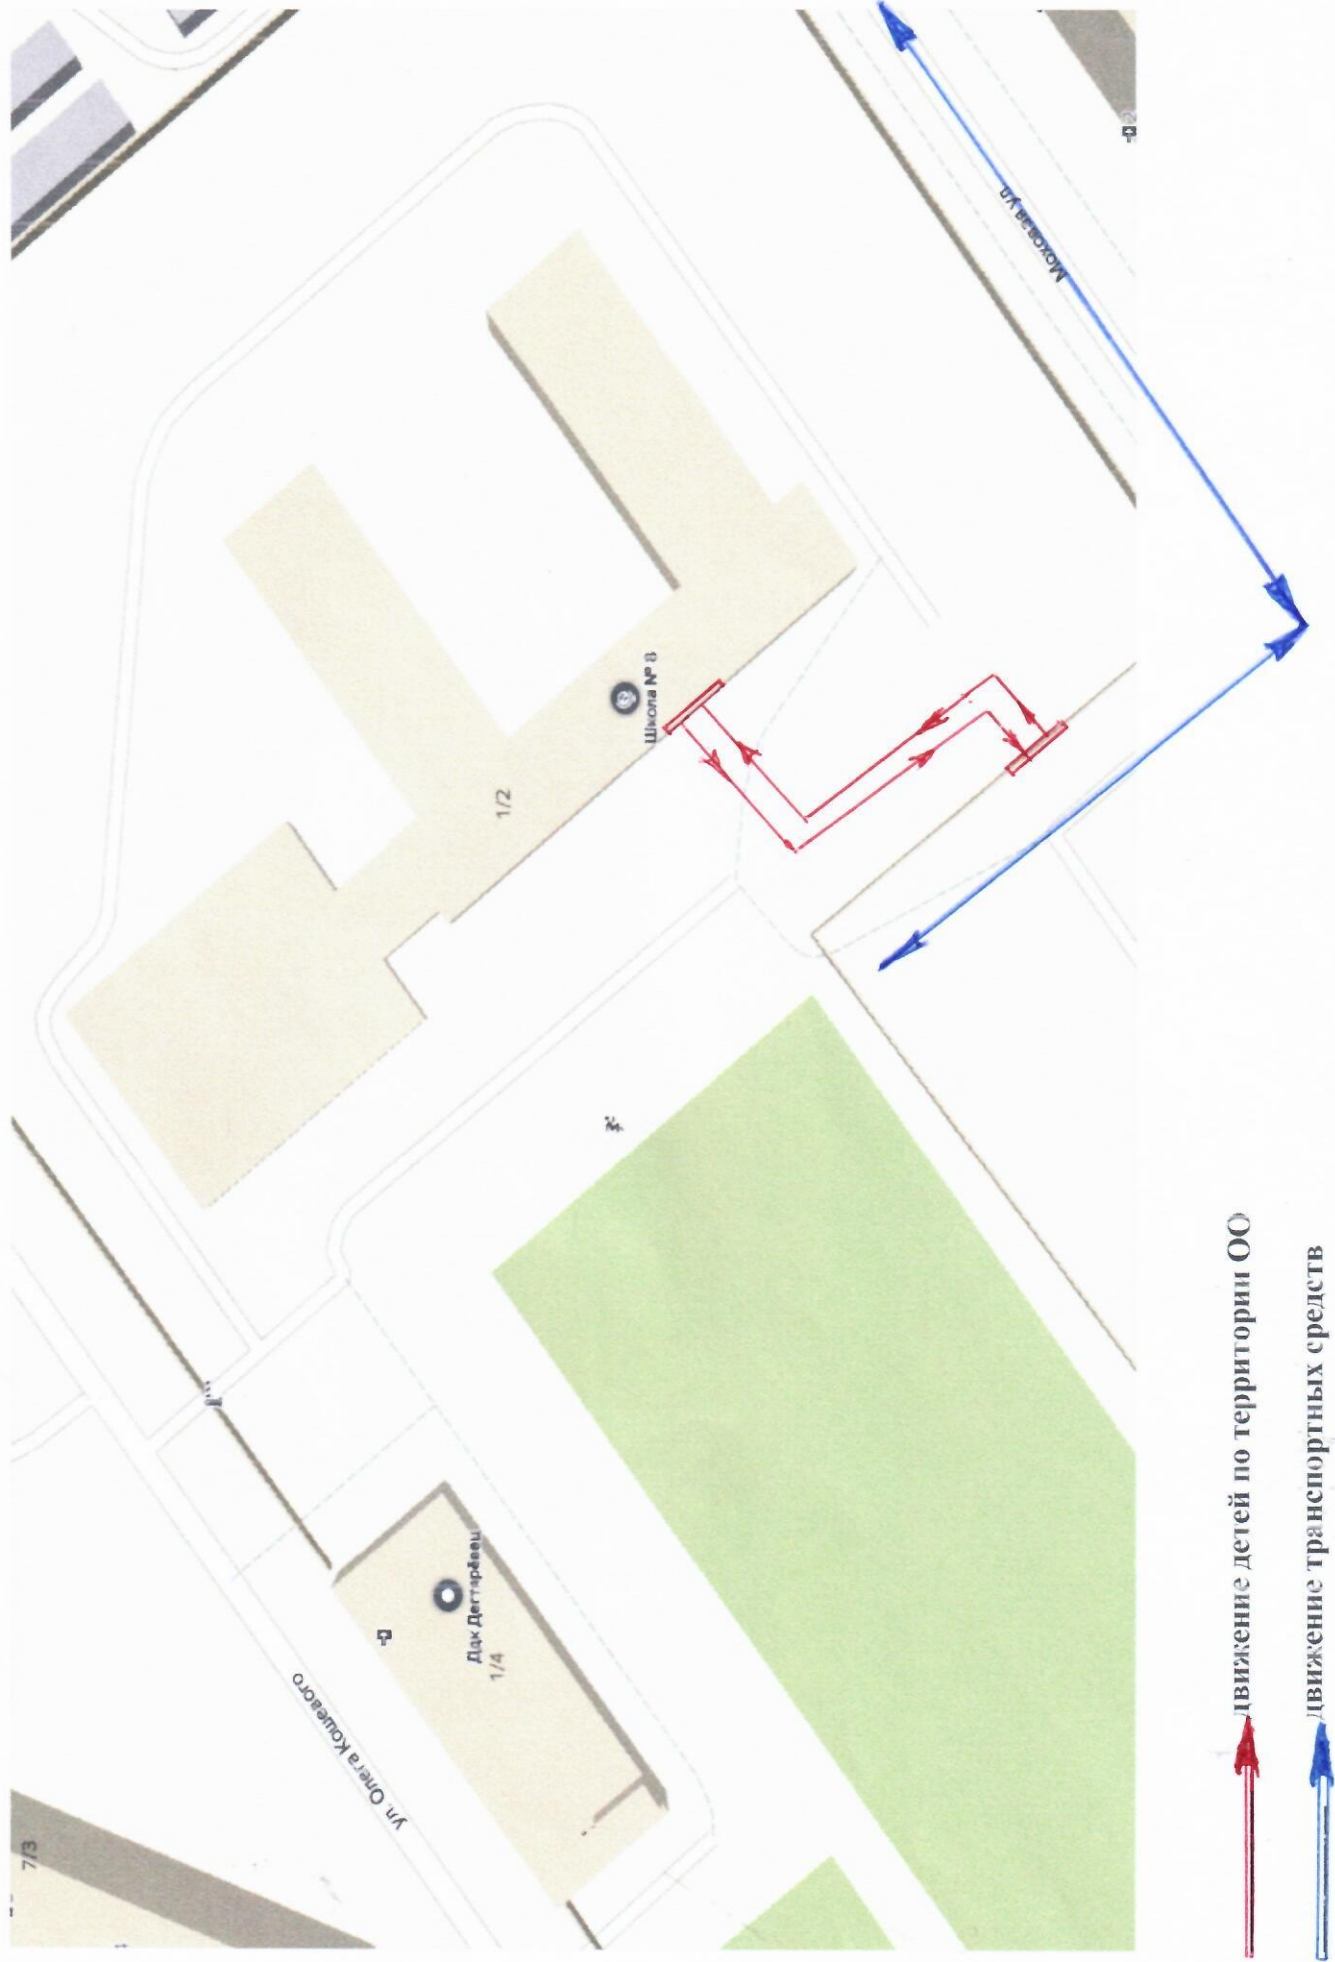 7/3
ул. Олега Кошевого
Ддк Дегтярёвец
1/4
1/2
Школа № 8
Моховая ул
движение детей по территории ОО
движение транспортных средств